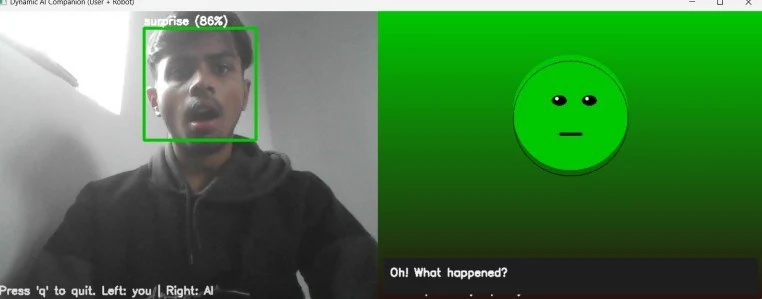 Dynamic AI Companion (User + Robot)
surprise (86%)
Oh! What happened?
Press 'q' to quit. Left: you | Right: AI